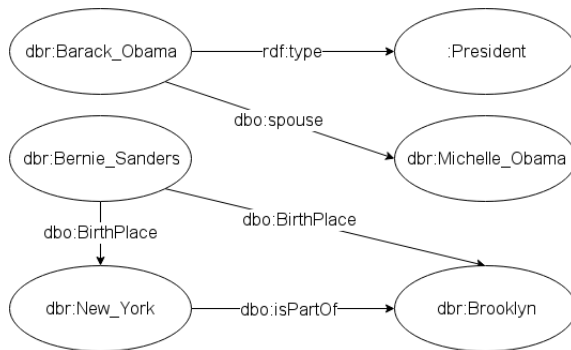 dbr:Barack_Obama
rdf:type
:President
dbo:spouse
dbr:Bernie_Sanders
dbr:Michelle_Obama
dbo:BirthPlace
dbo:BirthPlace
dbr:New_York
dbo:isPartOf
dbr:Brooklyn